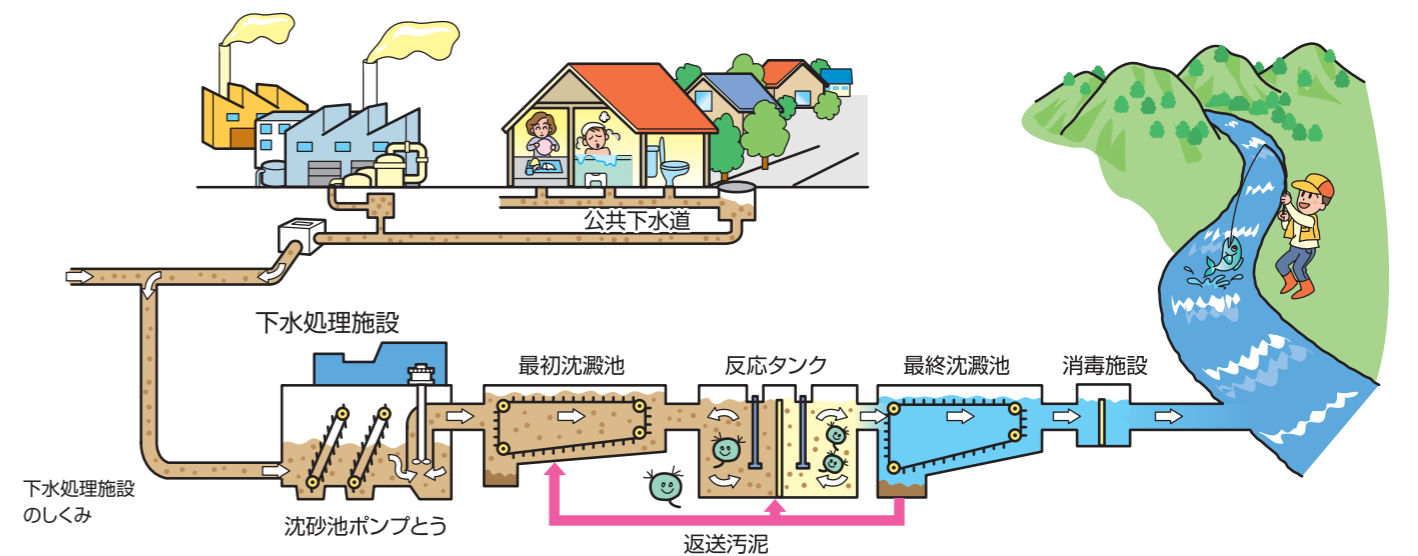 公共下水道
下水処理施設
最初沈澱池
反応タンク
最終沈澱池
消毒施設
下水処理施設
のしくみ
沈砂池ポンプとう
返送汚泥